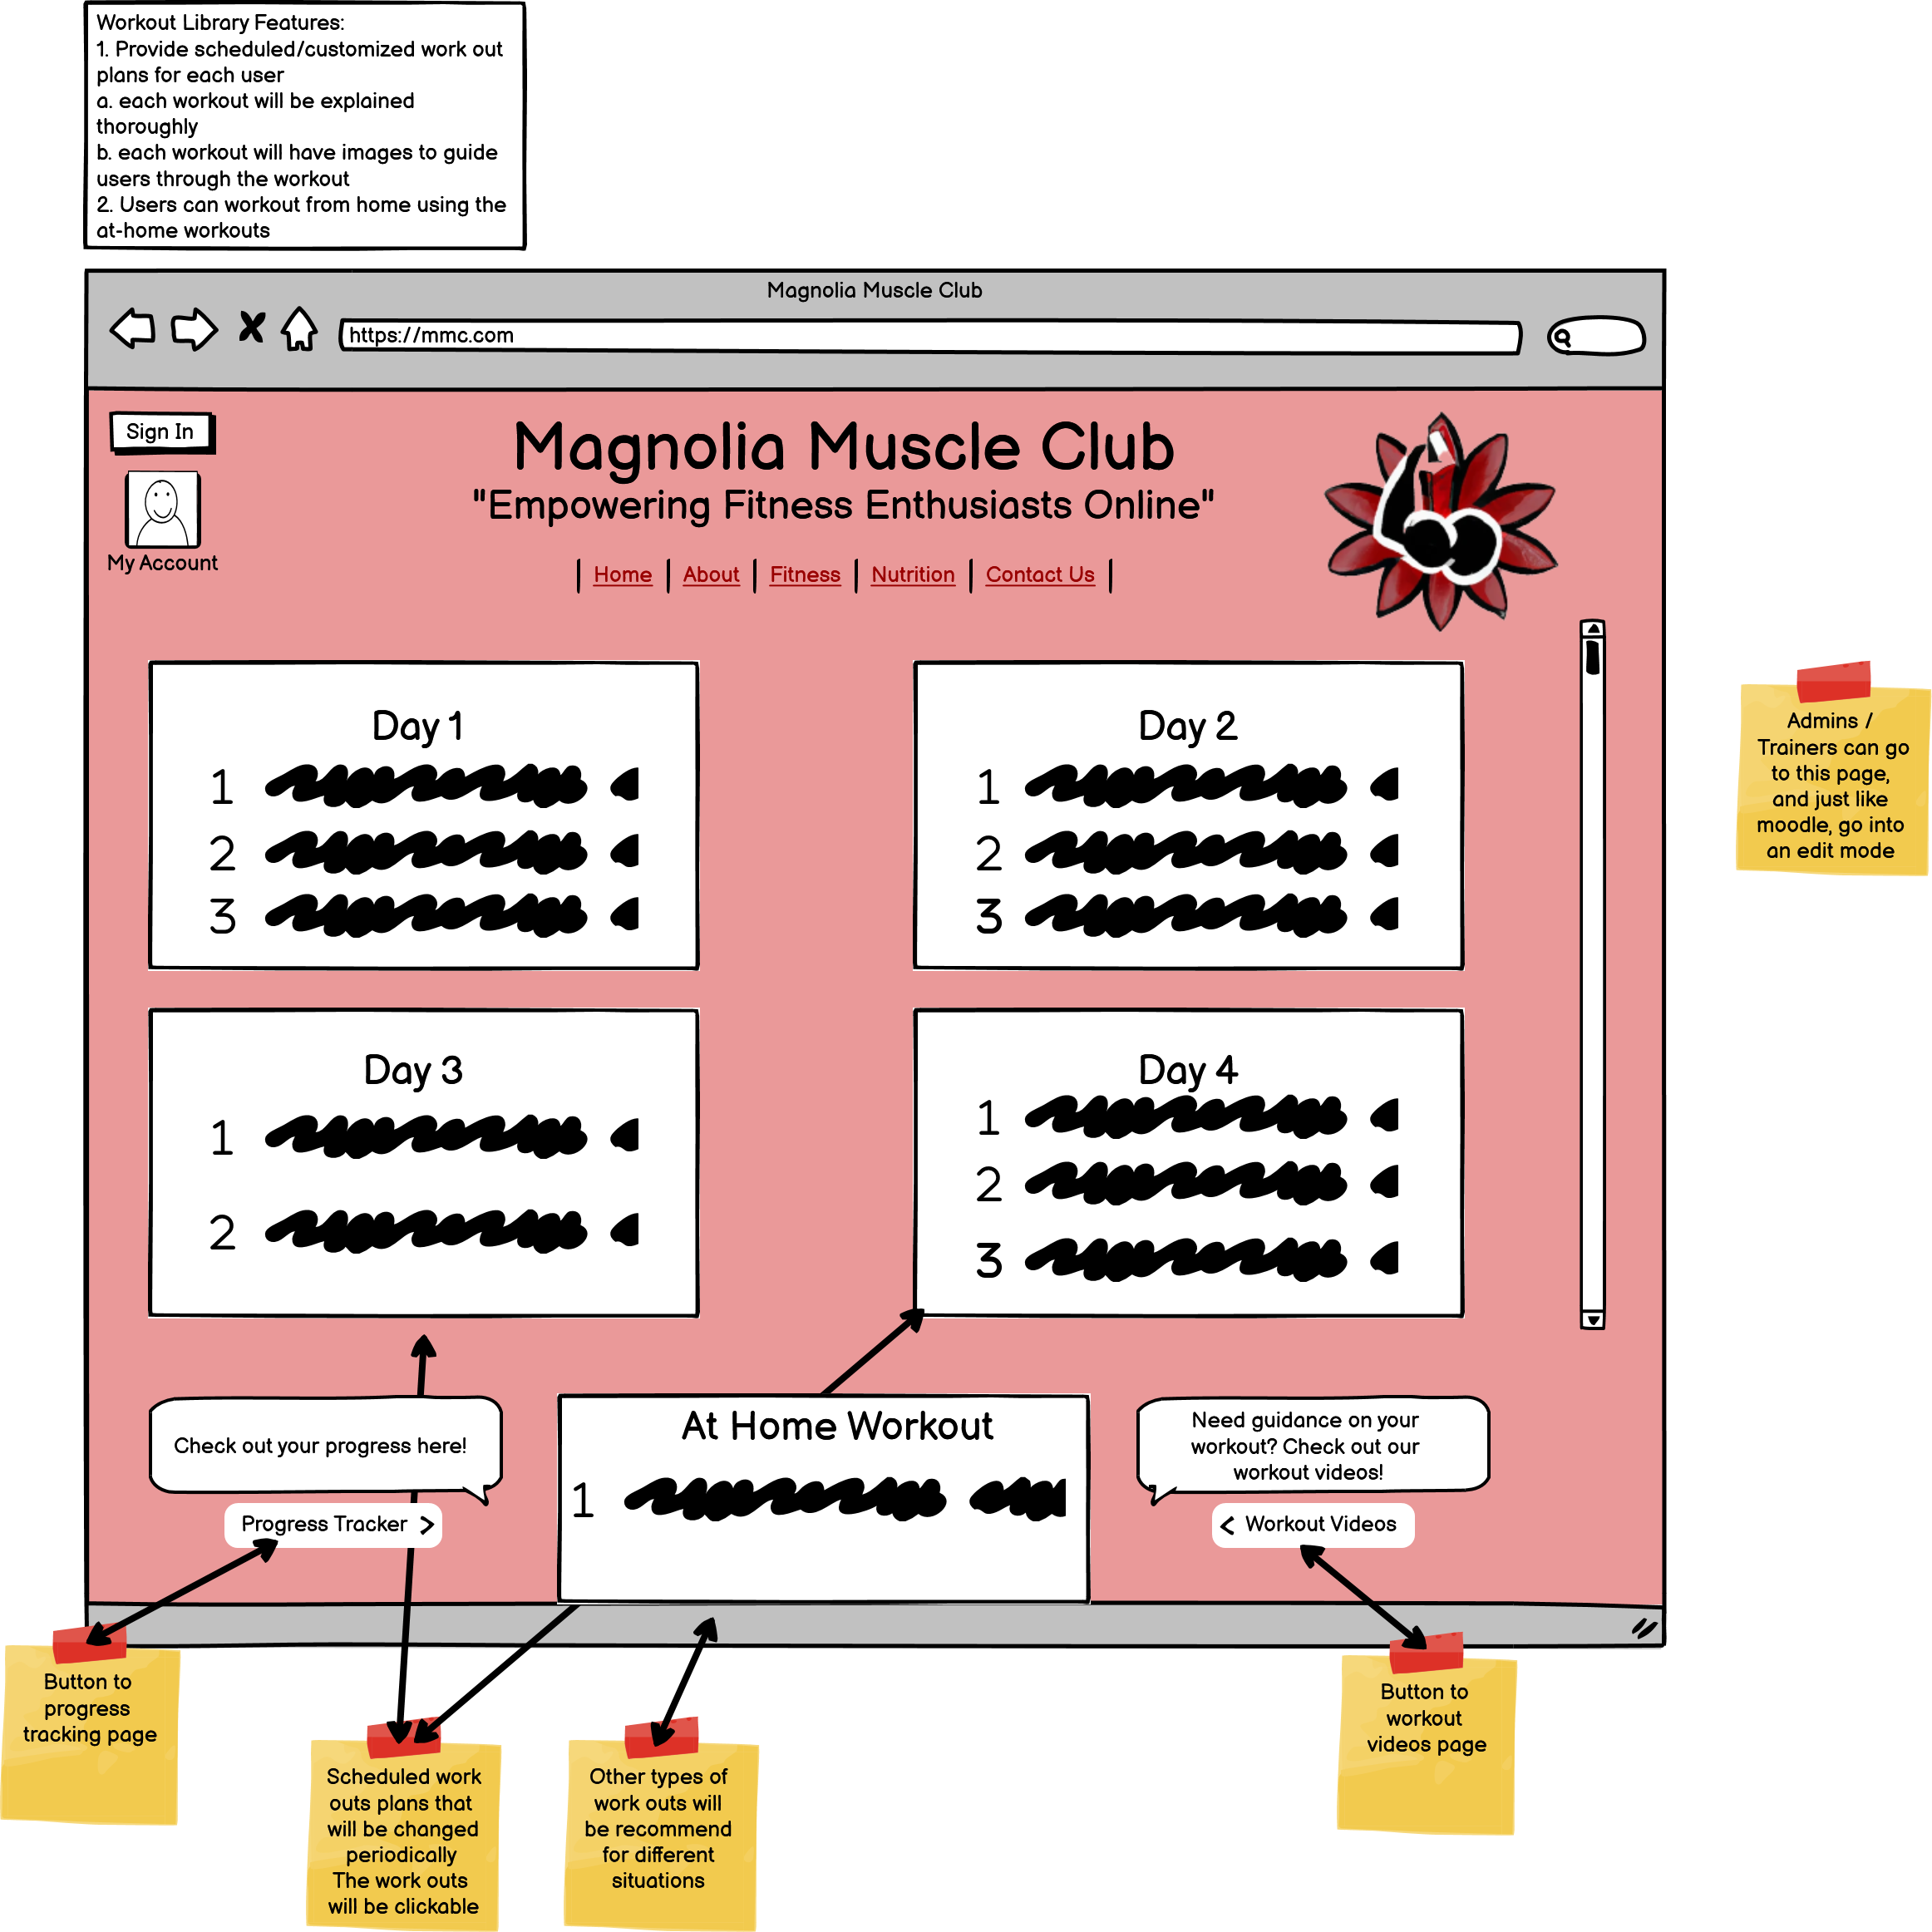 Workout Library Features:
1. Provide scheduled/customized work out
plans for each user
a. each workout will be explained
thoroughly
b. each workout will have images to guide
users through the workout
2. Users can workout from home using the
at-home workouts
Magnolia Muscle Club
https://mmc.com
Sign In
My Account
Magnolia Muscle Club
"Empowering Fitness Enthusiasts Online"
Home
About
Fitness
Nutrition
Contact Us
Day 1
1
2
3
Day 2
1
2
3
Admins /
Trainers can go
to this page,
and just like
moodle, go into
an edit mode
Day 3
1
2
Day 4
1
2
3
Check out your progress here!
Progress Tracker
At Home Workout
1
Need guidance on your
workout? Check out our
workout videos!
Workout Videos
Button to
progress
tracking page
Scheduled work
outs plans that
will be changed
periodically
The work outs
will be clickable
Other types of
work outs will
be recommend
for different
situations
Button to
workout
videos page